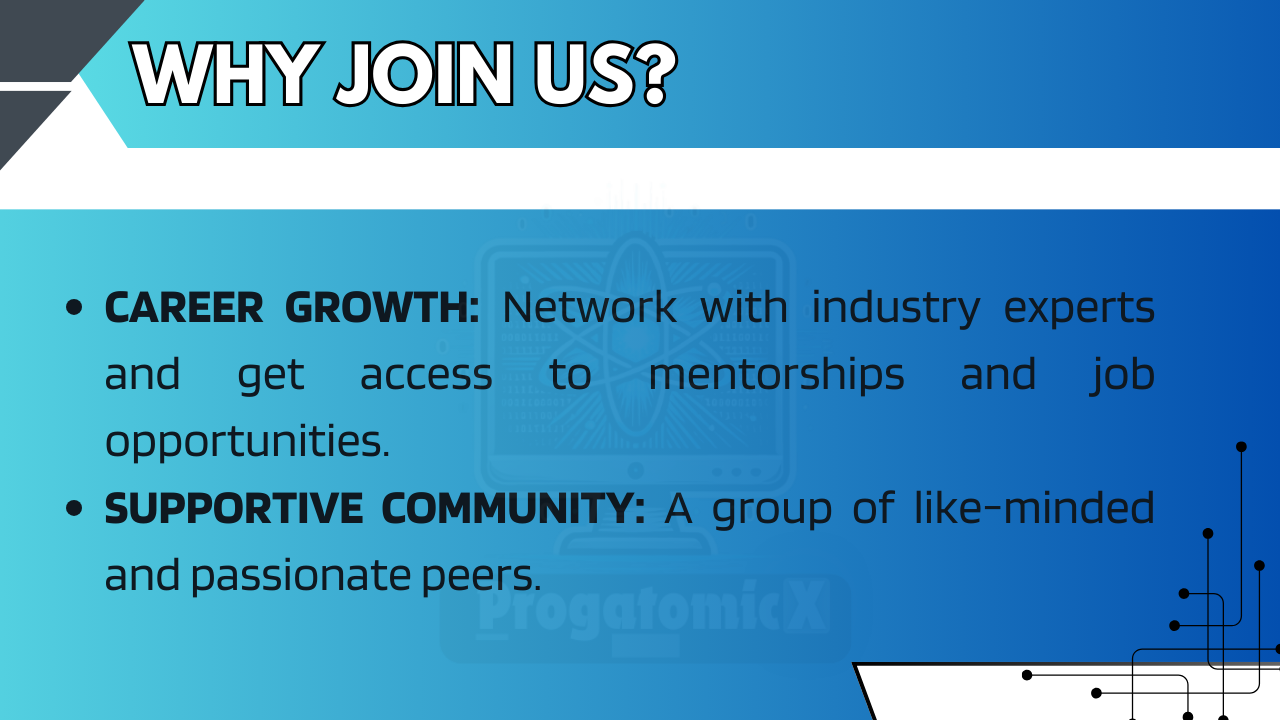 WHY JOIN US?
• CAREER GROWTH: Network with industry experts
and get access to mentorships and job
opportunities.
• SUPPORTIVE COMMUNITY: A group of like-minded
and passionate peers.
Progatomic X